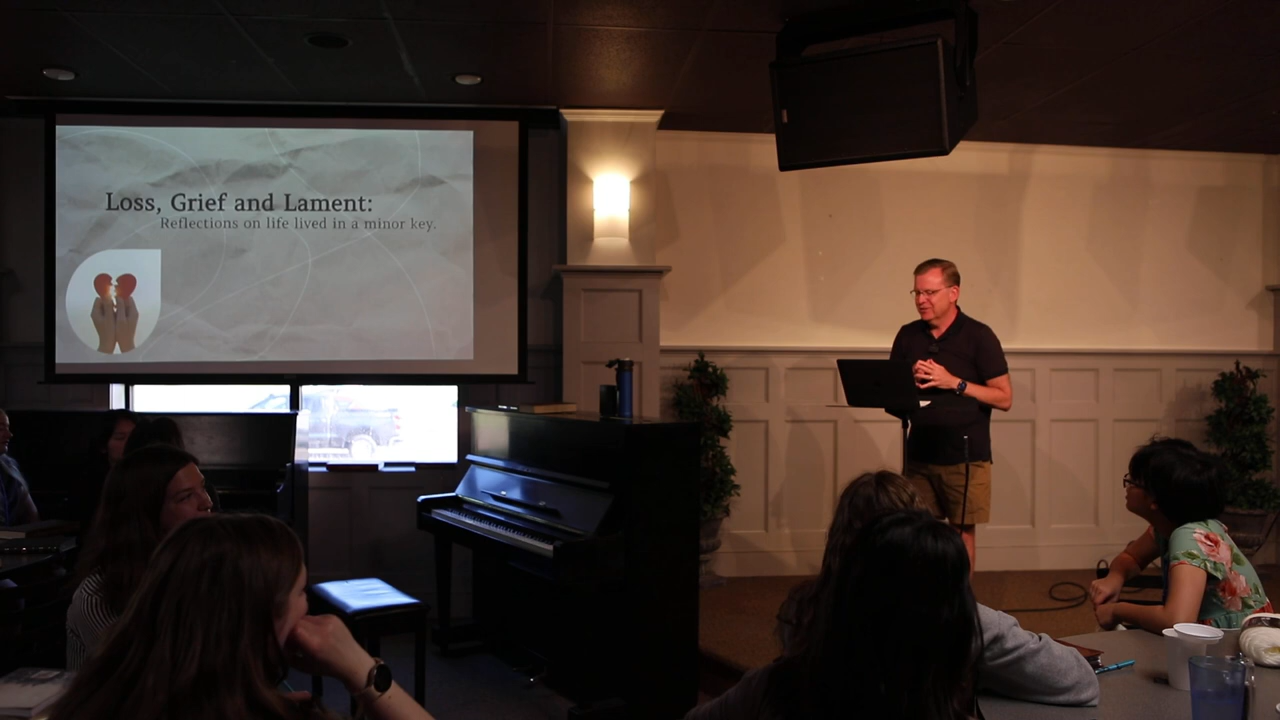 Loss, Grief and Lament:
Reflections on life lived in a minor key.